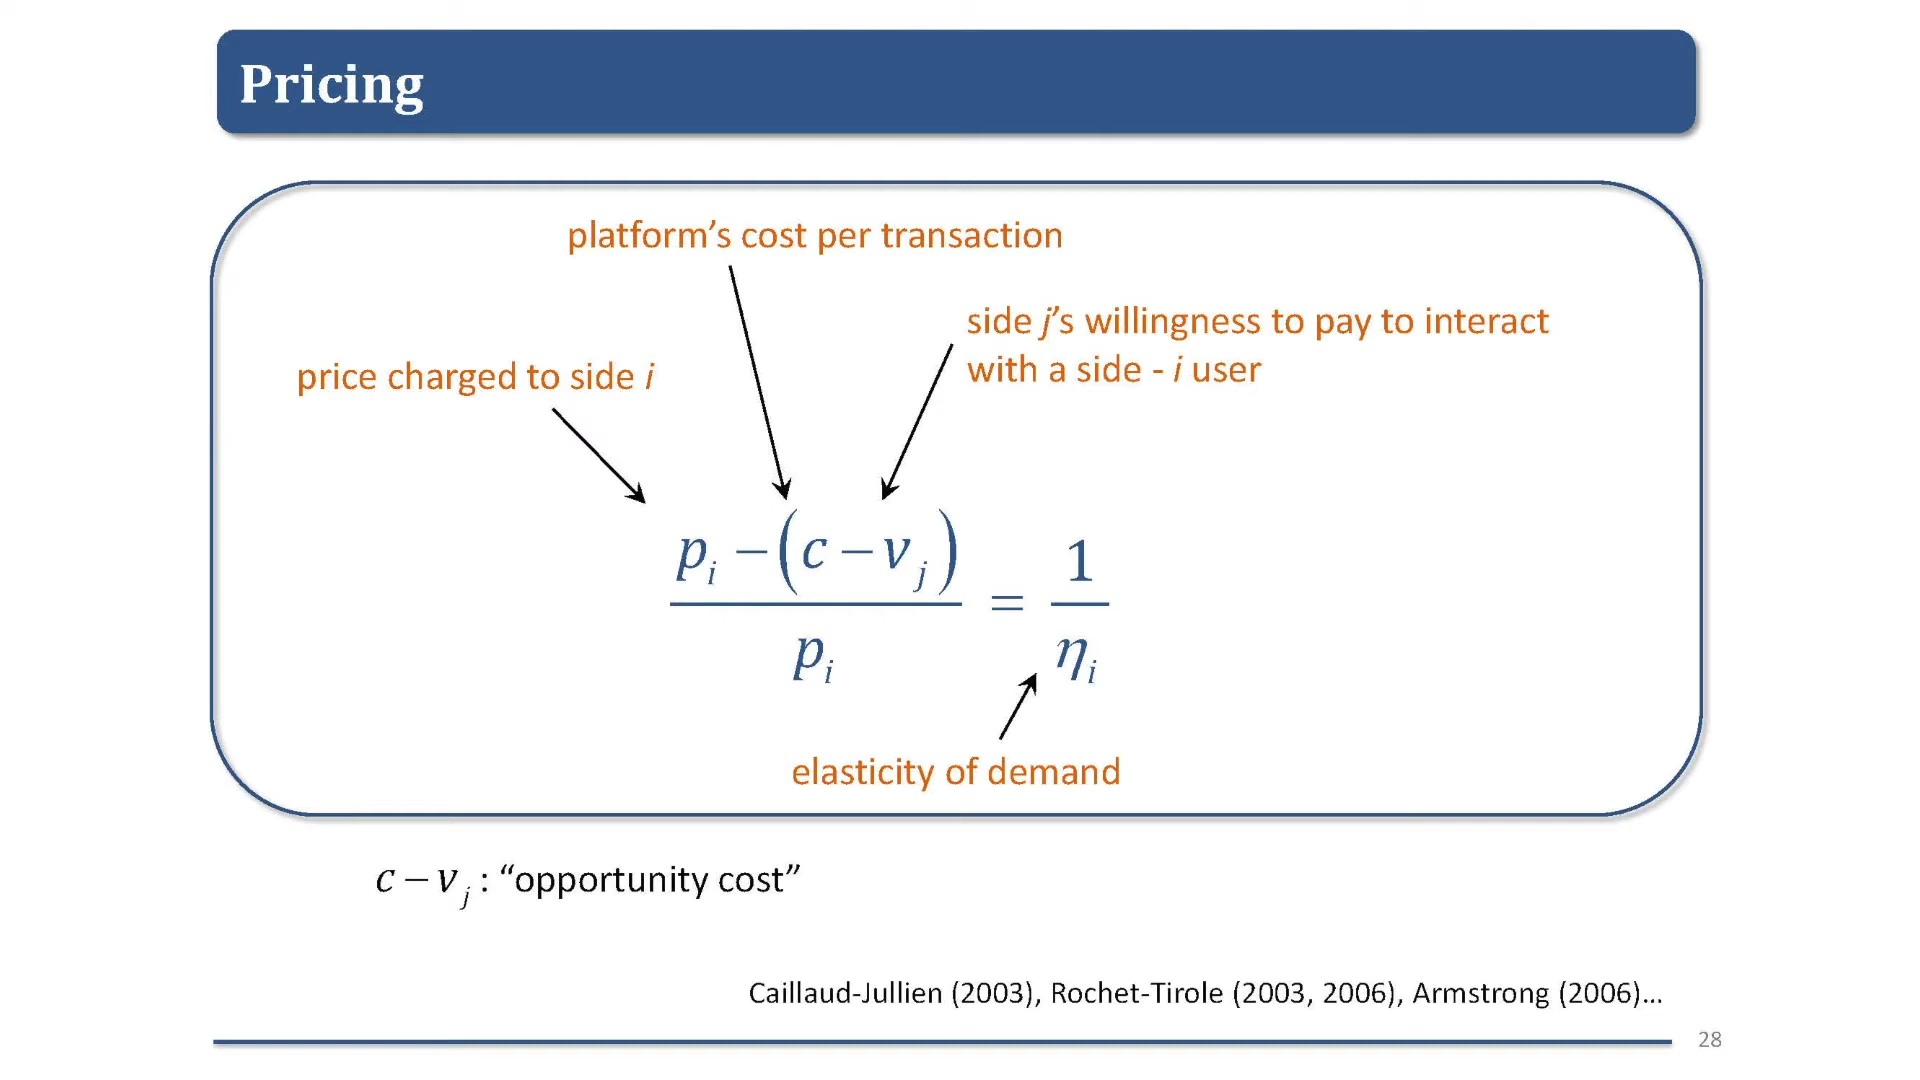 Pricing
platform’s cost per transaction
side j’s willingness to pay to interact
with a side - i user
price charged to side i
p_i − (c − v_j) / p_i = 1 / η_i
elasticity of demand
c − v_j : “opportunity cost”
Caillaud-Jullien (2003), Rochet-Tirole (2003, 2006), Armstrong (2006)...
28